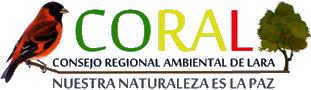 CORAL
CONSEJO REGIONAL AMBIENTAL DE LARA
NUESTRA NATURALEZA ES LA PAZ